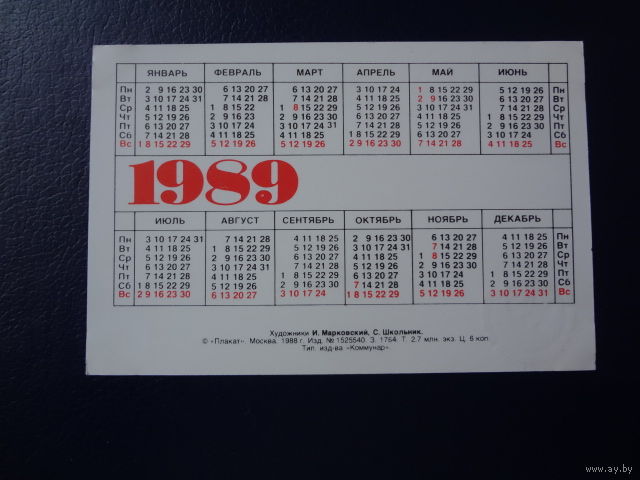 ЯНВАРЬ ФЕВРАЛЬ МАРТ АПРЕЛЬ МАЙ ИЮНЬ
Пн 2 9 16 23 30 6 13 20 27 6 13 20 27 3 10 17 24 1 8 15 22 29 5 12 19 26 Пн
Вт 3 10 17 24 31 7 14 21 28 7 14 21 28 4 11 18 25 2 9 16 23 30 6 13 20 27 Вт
Ср 4 11 18 25 1 8 15 22 1 8 15 22 29 5 12 19 26 3 10 17 24 31 7 14 21 28 Ср
Чт 5 12 19 26 2 9 16 23 2 9 16 23 30 6 13 20 27 4 11 18 25 1 8 15 22 29 Чт
Пт 6 13 20 27 3 10 17 24 3 10 17 24 31 7 14 21 28 5 12 19 26 2 9 16 23 30 Пт
Сб 7 14 21 28 4 11 18 25 4 11 18 25 1 8 15 22 29 6 13 20 27 3 10 17 24 Сб
Вс 1 8 15 22 29 5 12 19 26 5 12 19 26 2 9 16 23 30 7 14 21 28 4 11 18 25 Вс
1989
ИЮЛЬ АВГУСТ СЕНТЯБРЬ ОКТЯБРЬ НОЯБРЬ ДЕКАБРЬ
Пн 3 10 17 24 31 7 14 21 28 4 11 18 25 2 9 16 23 30 6 13 20 27 4 11 18 25 Пн
Вт 4 11 18 25 1 8 15 22 29 5 12 19 26 3 10 17 24 31 7 14 21 28 5 12 19 26 Вт
Ср 5 12 19 26 2 9 16 23 30 6 13 20 27 4 11 18 25 1 8 15 22 29 6 13 20 27 Ср
Чт 6 13 20 27 3 10 17 24 31 7 14 21 28 5 12 19 26 2 9 16 23 30 7 14 21 28 Чт
Пт 7 14 21 28 4 11 18 25 1 8 15 22 29 6 13 20 27 3 10 17 24 1 8 15 22 29 Пт
Сб 1 8 15 22 29 5 12 19 26 2 9 16 23 30 7 14 21 28 4 11 18 25 2 9 16 23 30 Сб
Вс 2 9 16 23 30 6 13 20 27 3 10 17 24 1 8 15 22 29 5 12 19 26 3 10 17 24 31 Вс
Художники И. Марковский, С. Школьник.
© «Плакат». Москва. 1988 г. Изд. № 1525540. З. 1754. Т. 2,7 млн. экз. Ц. 5 коп.
Тип. изд-ва «Коммунар».
www.ay.by